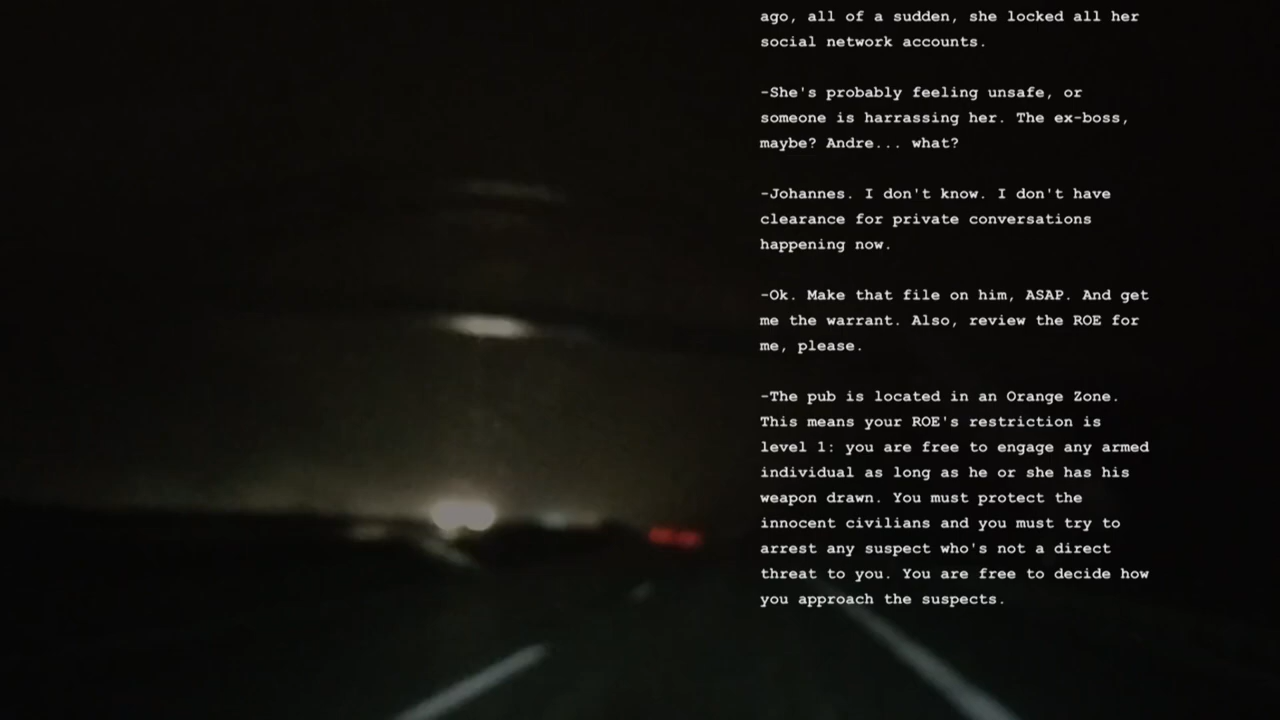 ago, all of a sudden, she locked all her
social network accounts.
-She's probably feeling unsafe, or
someone is harrassing her. The ex-boss,
maybe? Andre... what?
-Johannes. I don't know. I don't have
clearance for private conversations
happening now.
-Ok. Make that file on him, ASAP. And get
me the warrant. Also, review the ROE for
me, please.
-The pub is located in an Orange Zone.
This means your ROE's restriction is
level 1: you are free to engage any armed
individual as long as he or she has his
weapon drawn. You must protect the
innocent civilians and you must try to
arrest any suspect who's not a direct
threat to you. You are free to decide how
you approach the suspects.